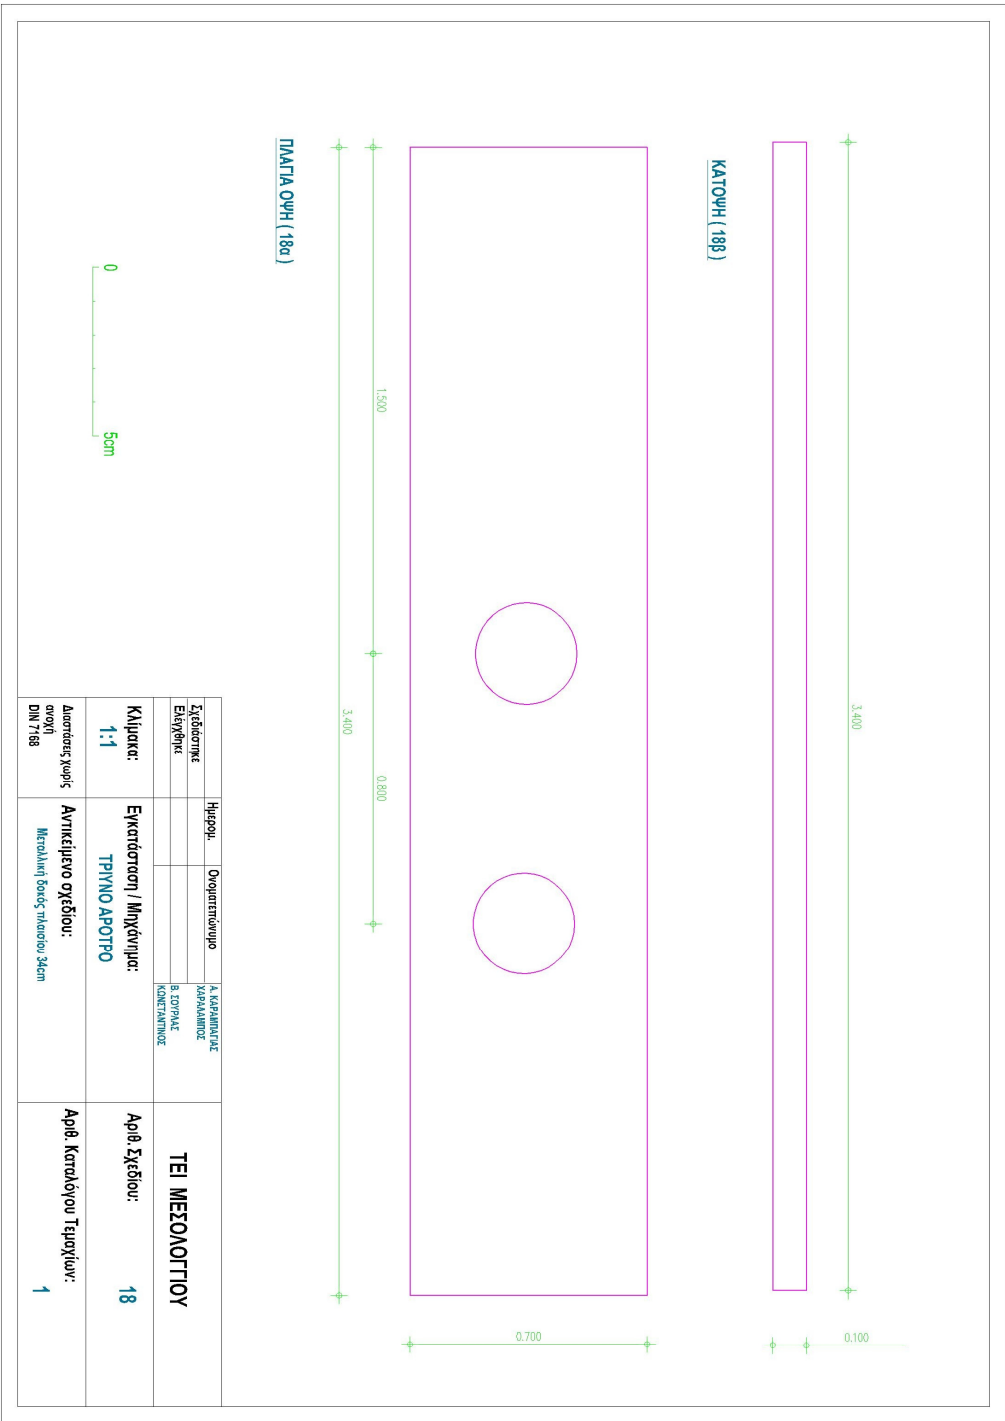 ΚΑΤΟΨΗ ( 18β )
3.400
0.100
ΠΛΑΓΙΑ ΟΨΗ ( 18α )
1.500
0.800
3.400
0.700
0
5cm
Ημερομ.
Ονοματεπώνυμο
Σχεδιάστηκε
Ελέγχθηκε
Α. ΚΑΡΑΜΠΑΓΙΑΣ
ΧΑΡΑΛΑΜΠΟΣ
Β. ΣΟΥΡΛΑΣ
ΚΩΝΣΤΑΝΤΙΝΟΣ
ΤΕΙ ΜΕΣΟΛΟΓΓΙΟΥ
Κλίμακα:
1:1
Εγκατάσταση / Μηχάνημα:
ΤΡΙΥΝΟ ΑΡΟΤΡΟ
Αριθ.Σχεδίου:
18
Διαστάσεις χωρίς
ανοχή
DIN 7168
Αντικείμενο σχεδίου:
Μεταλλική δοκός πλαισίου 34cm
Αριθ. Καταλόγου Τεμαχίων:
1